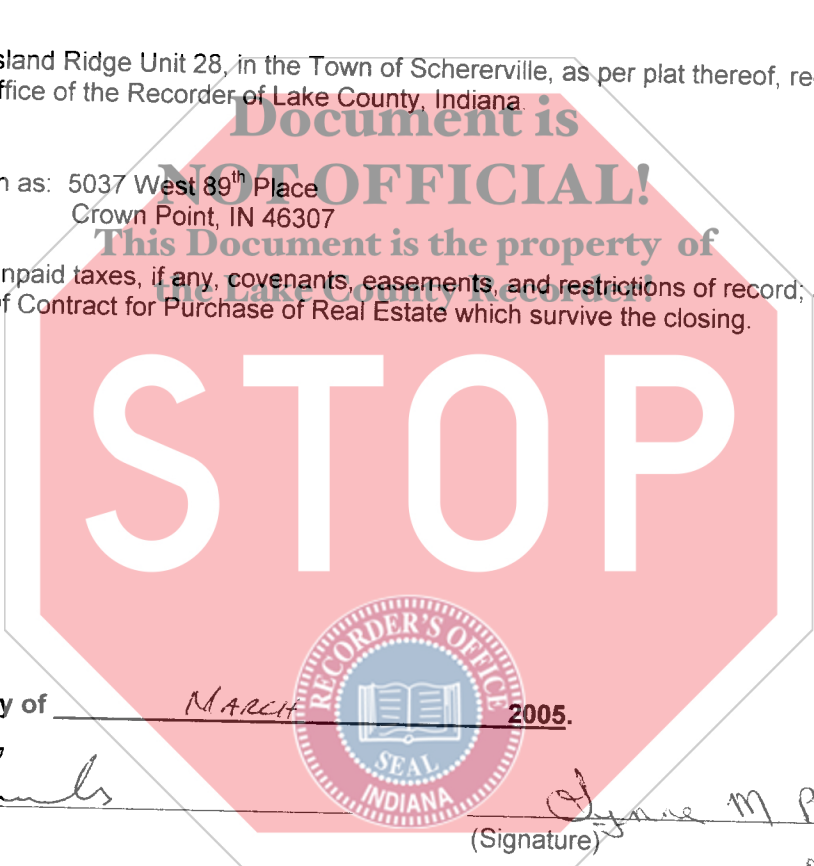 sland Ridge Unit 28, in the Town of Schererville, as per plat thereof, re
ffice of the Recorder of Lake County, Indiana.
Document is
NOT OFFICIAL!
n as: 5037 West 89th Place
Crown Point, IN 46307
This Document is the property of
the Lake County Recorder!
npaid taxes, if any, covenants, easements, and restrictions of record;
of Contract for Purchase of Real Estate which survive the closing.
STOP
RECORDER'S OFFICE
SEAL
INDIANA
y of MARCH 2005.
Lynne M P
(Signature)